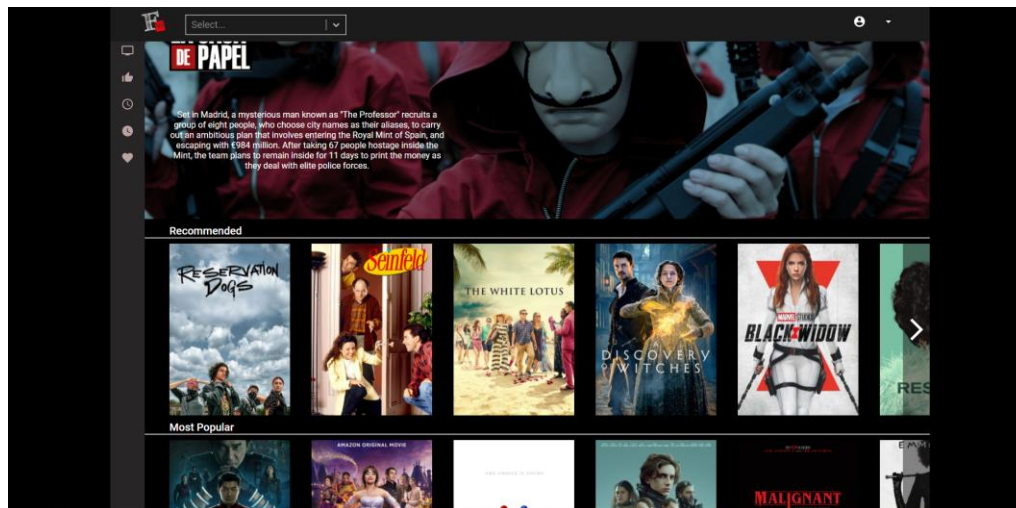 F
Select...
DE PAPEL
Set in Madrid, a mysterious man known as "The Professor" recruits a
group of eight people, who choose city names as their aliases, to carry
out an ambitious plan that involves entering the Royal Mint of Spain, and
escaping with €984 million. After taking 67 people hostage inside the
Mint, the team plans to remain inside for 11 days to print the money as
they deal with elite police forces.
Recommended
RESERVATION
DOGS
Seinfeld
THE WHITE LOTUS
A
DISCOVERY
OF WITCHES
MARVEL STUDIOS
BLACK WIDOW
RES
Most Popular
AMAZON ORIGINAL MOVIE
MALIGNANT
EMM